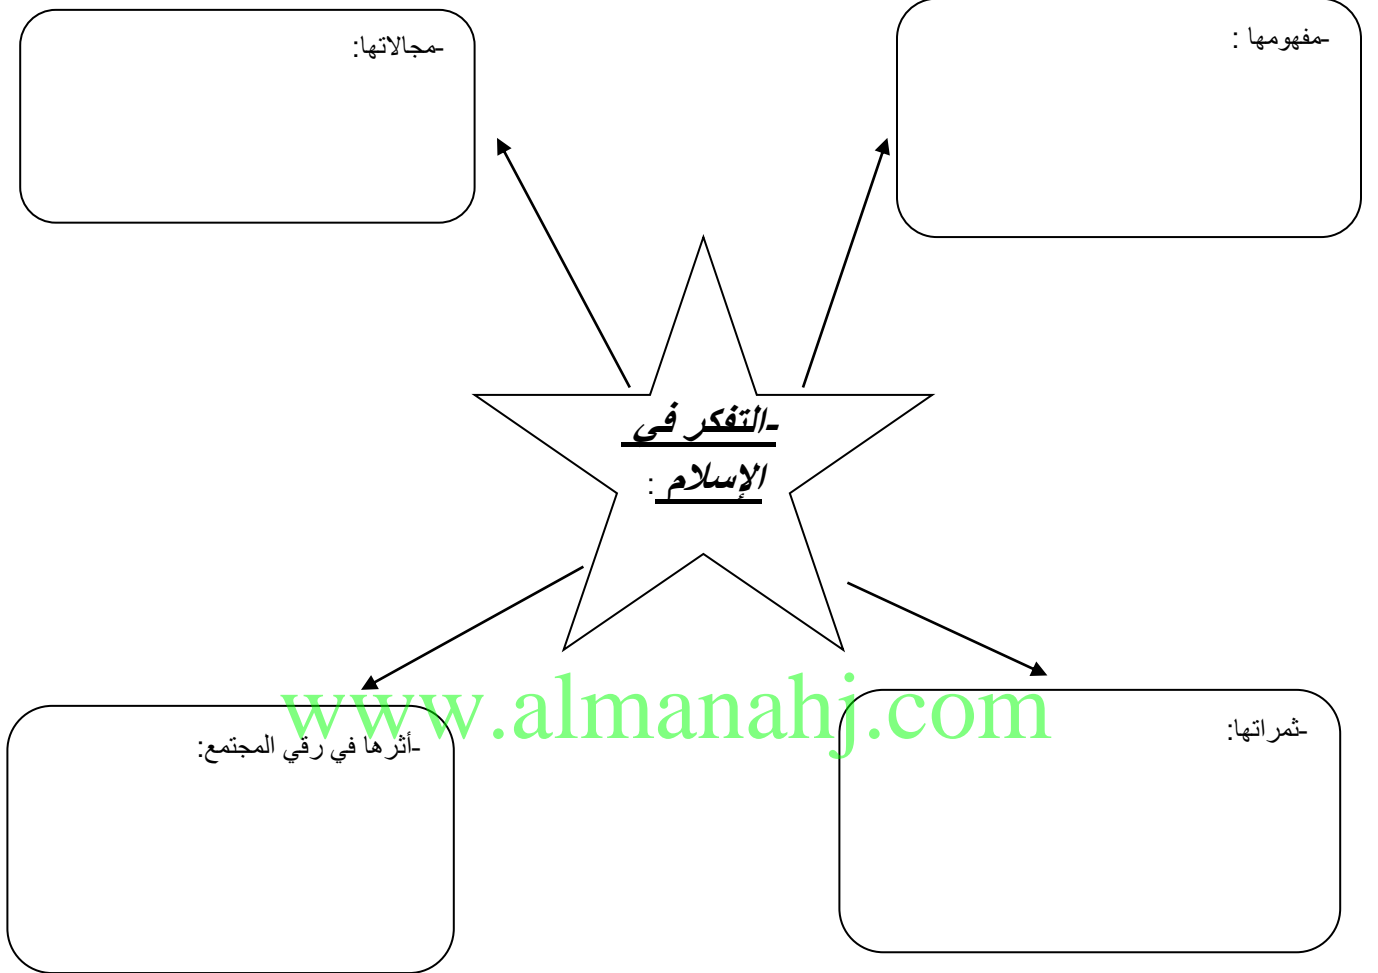 -مفهومها :
-مجالاتها:
-التفكر في
الإسلام :
www.almanahj.com
-ثمراتها:
-أثرها في رقي المجتمع: